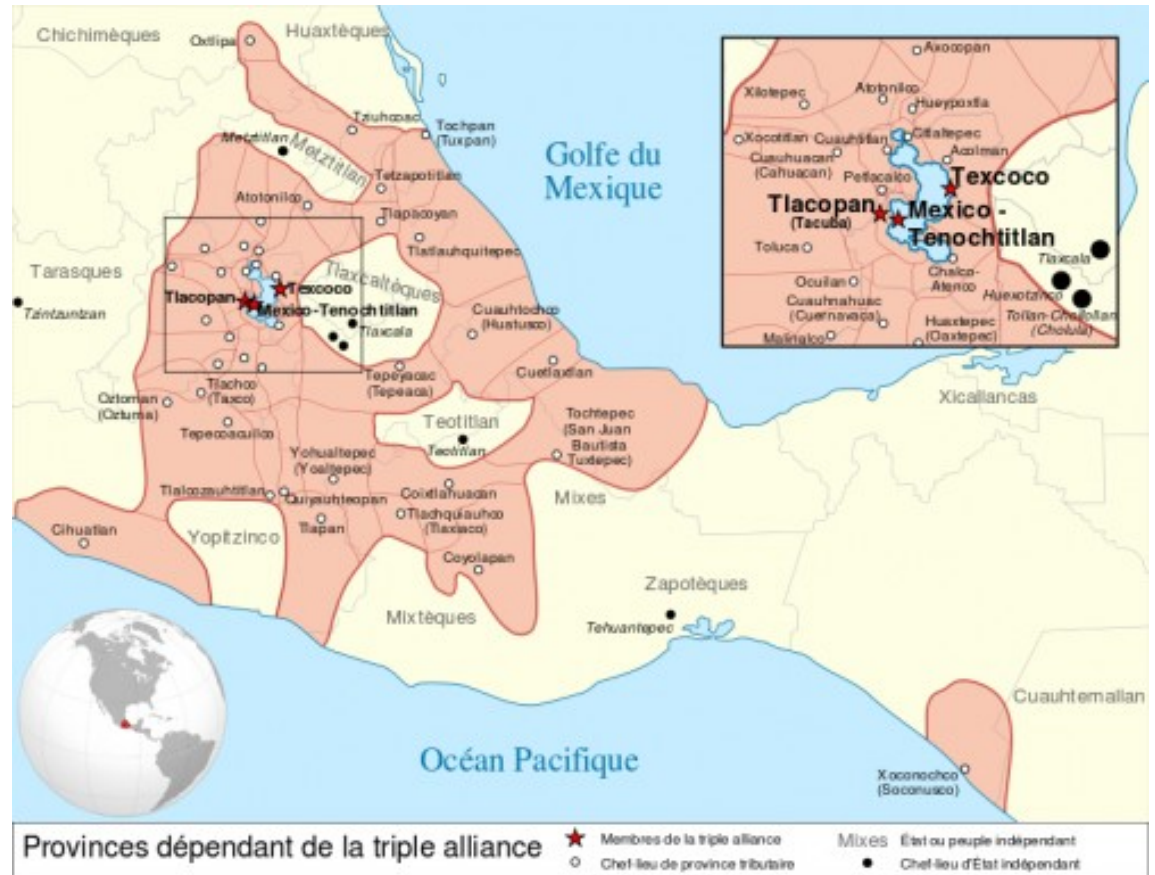 Chichimèques
Oxtlipa
Huaxtèques
Tziuhcoac
Tochpan
(Tuxpan)
Metztitlan
Metztitlan
Tetzapotitlan
Atotonilco
Tlapacoyan
Tlatlauhquitepec
Tarasques
Tzintzuntzan
Tlaxcaltèques
Tlacopan
Texcoco
Mexico-Tenochtitlan
Tlaxcala
Cuauhtochco
(Huatusco)
Cuetlaxtlan
Tepeyacac
(Tepeaca)
Tlachco
(Taxco)
Oztoman
(Oztuma)
Tepecoacuilco
Teotitlan
Teotitlan
Tochtepec
(San Juan
Bautista
Tuxtepec)
Yohualtepec
(Yoaltepec)
Tlalcozauhtitlan
Quiyauhteopan
Coixtlahuacan
Tlapan
Tlachquiauhco
(Tlaxiaco)
Mixes
Cihuatlan
Yopitzinco
Coyolapan
Mixtèques
Zapotèques
Tehuantepec
Xicallancas
Cuauhtemallan
Xoconochco
(Soconusco)
Golfe du
Mexique
Océan Pacifique
Axocopan
Xilotepec
Atotonilco
Hueypoxtla
Xocotitlan
Cuauhtitlan
Citlaltepec
Cuauhuacan
(Cahuacan)
Acolman
Petlacalco
Texcoco
Tlacopan
(Tacuba)
Mexico -
Tenochtitlan
Toluca
Chalco-
Atenco
Tlaxcala
Ocuilan
Huexotzinco
Cuauhnahuac
(Cuernavaca)
Tollan-Chollollan
(Cholula)
Malinalco
Huaxtepec
(Oaxtepec)
Provinces dépendant de la triple alliance
Membres de la triple alliance
Chef-lieu de province tributaire
Mixes
État ou peuple indépendant
Chef-lieu d'État indépendant